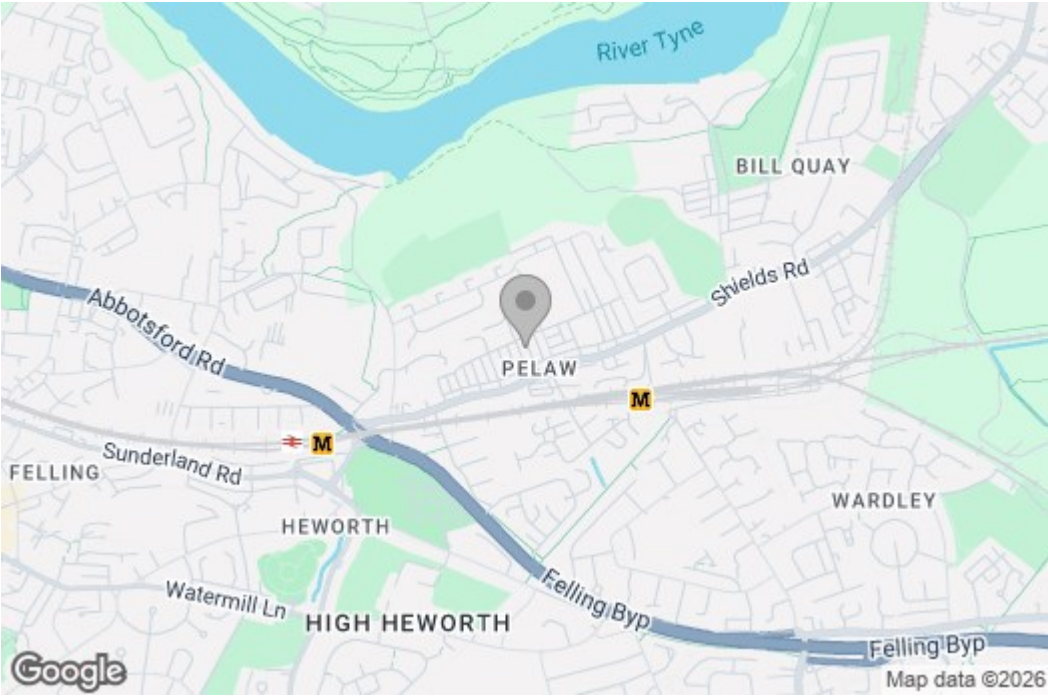 River Tyne
BILL QUAY
Shields Rd
Abbotsford Rd
PELAW
M
M
Sunderland Rd
FELLING
WARDLEY
HEWORTH
Felling Byp
Watermill Ln
HIGH HEWORTH
Felling Byp
Google
Map data ©2026